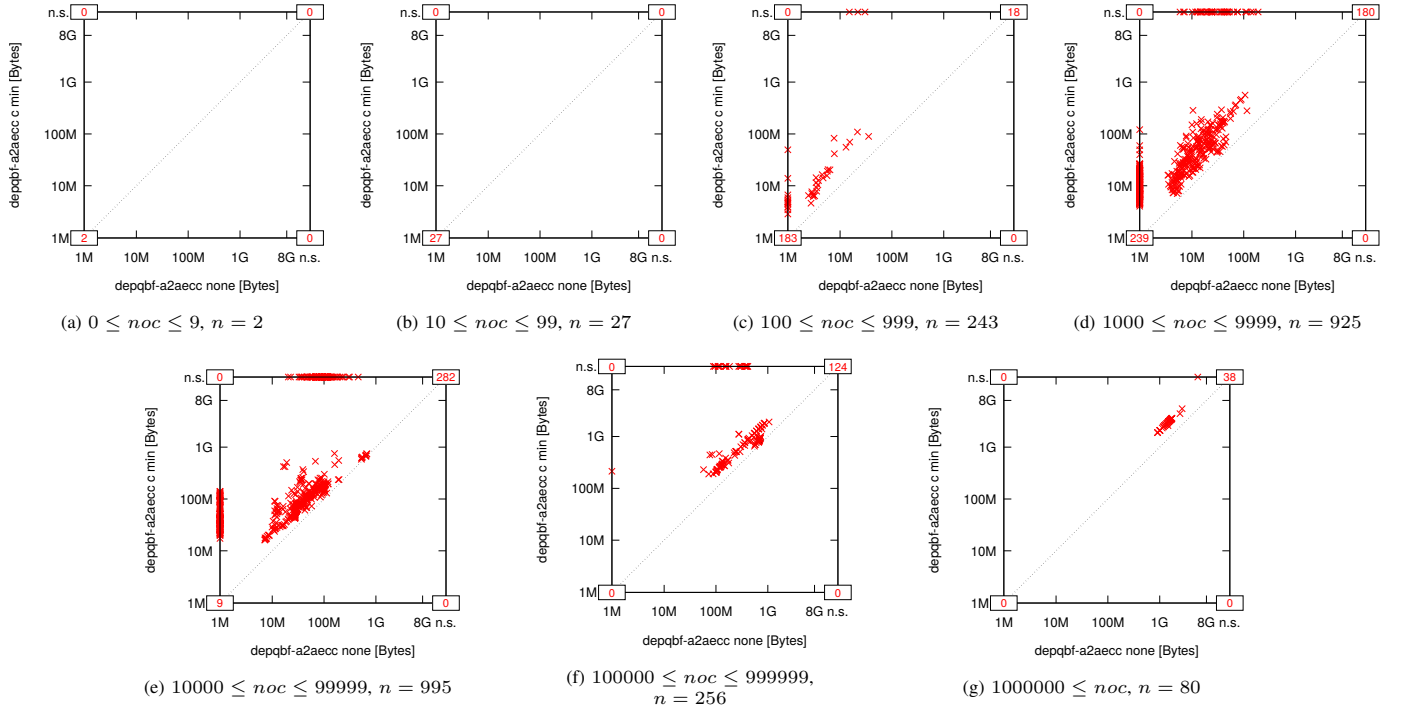 depqbf-a2aecc c min [Bytes]
n.s.
8G
1G
100M
10M
1M
0
0
2
0
1M
10M
100M
1G
8G n.s.
depqbf-a2aecc none [Bytes]
(a) 0 ≤ noc ≤ 9, n = 2
depqbf-a2aecc c min [Bytes]
n.s.
8G
1G
100M
10M
1M
0
0
27
0
1M
10M
100M
1G
8G n.s.
depqbf-a2aecc none [Bytes]
(b) 10 ≤ noc ≤ 99, n = 27
depqbf-a2aecc c min [Bytes]
n.s.
8G
1G
100M
10M
1M
0
18
183
0
1M
10M
100M
1G
8G n.s.
depqbf-a2aecc none [Bytes]
(c) 100 ≤ noc ≤ 999, n = 243
depqbf-a2aecc c min [Bytes]
n.s.
8G
1G
100M
10M
1M
0
180
239
0
1M
10M
100M
1G
8G n.s.
depqbf-a2aecc none [Bytes]
(d) 1000 ≤ noc ≤ 9999, n = 925
depqbf-a2aecc c min [Bytes]
n.s.
8G
1G
100M
10M
1M
0
282
9
0
1M
10M
100M
1G
8G n.s.
depqbf-a2aecc none [Bytes]
(e) 10000 ≤ noc ≤ 99999, n = 995
depqbf-a2aecc c min [Bytes]
n.s.
8G
1G
100M
10M
1M
0
124
0
0
1M
10M
100M
1G
8G n.s.
depqbf-a2aecc none [Bytes]
(f) 100000 ≤ noc ≤ 999999,
n = 256
depqbf-a2aecc c min [Bytes]
n.s.
8G
1G
100M
10M
1M
0
38
0
0
1M
10M
100M
1G
8G n.s.
depqbf-a2aecc none [Bytes]
(g) 1000000 ≤ noc, n = 80